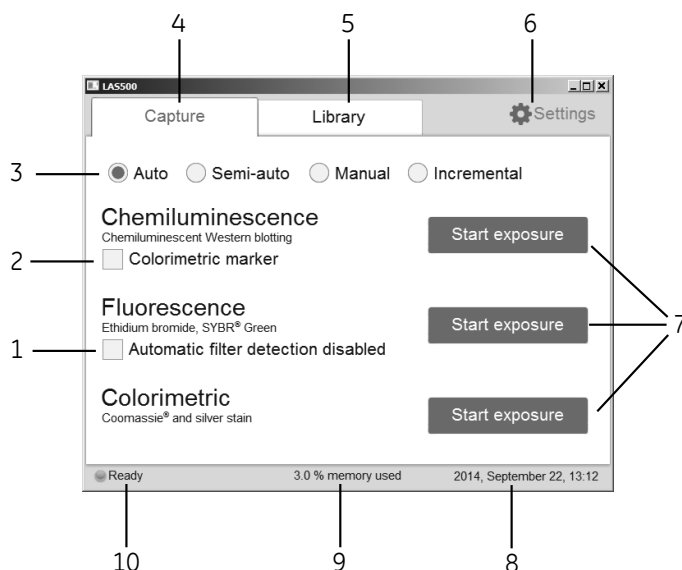 4 5 6
LAS500
Capture Library Settings
3 Auto Semi-auto Manual Incremental
Chemiluminescence
Chemiluminescent Western blotting
Start exposure
2 Colorimetric marker
Fluorescence
Ethidium bromide, SYBR® Green
Start exposure 7
1 Automatic filter detection disabled
Colorimetric
Coomassie® and silver stain
Start exposure
Ready 3.0 % memory used 2014, September 22, 13:12
10 9 8